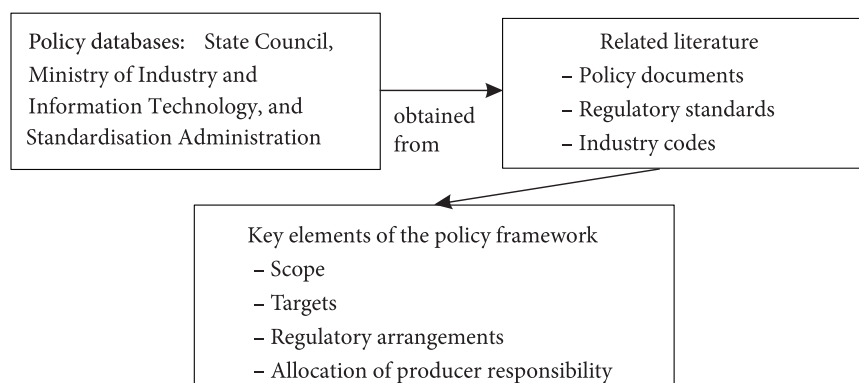 Policy databases: State Council,
Ministry of Industry and
Information Technology, and
Standardisation Administration
obtained
from
Related literature
– Policy documents
– Regulatory standards
– Industry codes
Key elements of the policy framework
– Scope
– Targets
– Regulatory arrangements
– Allocation of producer responsibility